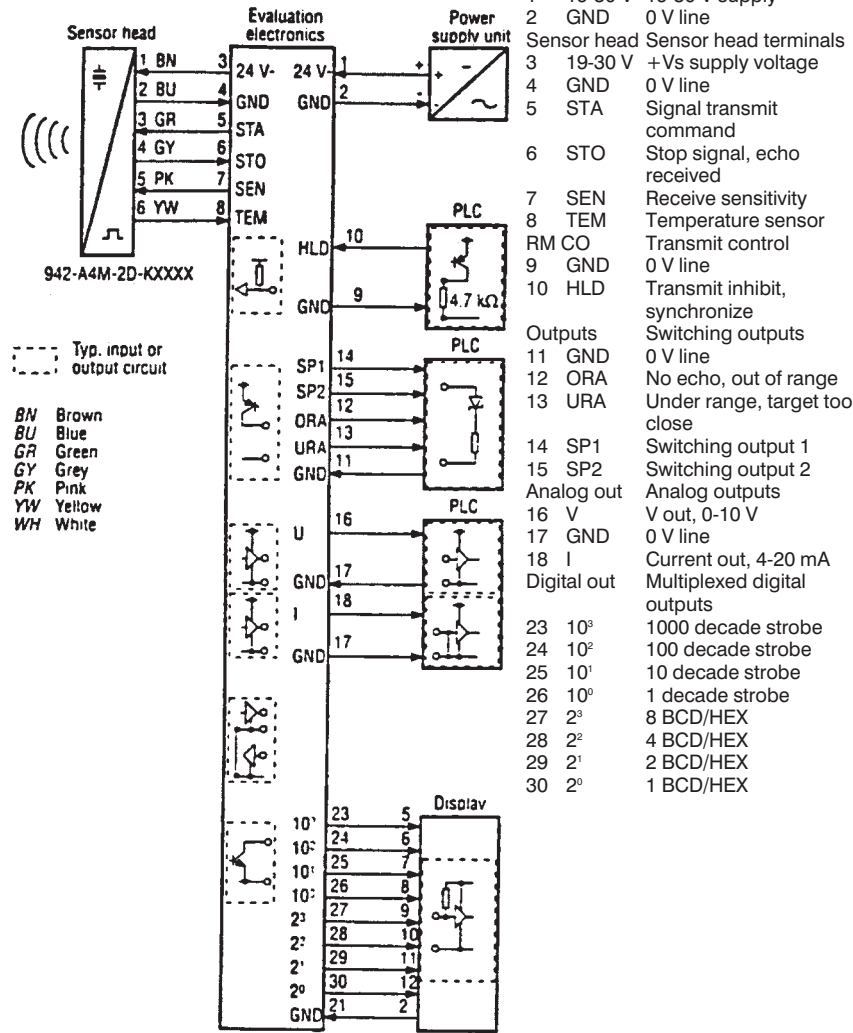 Evaluation
electronics
Power
supply unit
Sensor head
1 BN 3 24 V- 24 V- 1 + + −
2 BU 4 GND GND 2 - -
3 GR 5 STA
4 GY 6 STO
5 PK 7 SEN
6 YW 8 TEM
942-A4M-2D-KXXXX
PLC
HLD 10
GND 9 4.7 kΩ
Typ. input or
output circuit
BN Brown
BU Blue
GR Green
GY Grey
PK Pink
YW Yellow
WH White
PLC
SP1 14
SP2 15
ORA 12
URA 13
GND 11
PLC
U 16
GND 17
I 18
GND 17
Display
23 5
24 6
10¹ 25 7
26 8
2³ 27 9
28 10
2¹ 29 11
2⁰ 30 12
GND 21 2
2 GND 0 V line
Sensor head Sensor head terminals
3 19-30 V +Vs supply voltage
4 GND 0 V line
5 STA Signal transmit
command
6 STO Stop signal, echo
received
7 SEN Receive sensitivity
8 TEM Temperature sensor
RM CO Transmit control
9 GND 0 V line
10 HLD Transmit inhibit,
synchronize
Outputs Switching outputs
11 GND 0 V line
12 ORA No echo, out of range
13 URA Under range, target too
close
14 SP1 Switching output 1
15 SP2 Switching output 2
Analog out Analog outputs
16 V V out, 0-10 V
17 GND 0 V line
18 I Current out, 4-20 mA
Digital out Multiplexed digital
outputs
23 10³ 1000 decade strobe
24 10² 100 decade strobe
25 10¹ 10 decade strobe
26 10⁰ 1 decade strobe
27 2³ 8 BCD/HEX
28 2² 4 BCD/HEX
29 2¹ 2 BCD/HEX
30 2⁰ 1 BCD/HEX